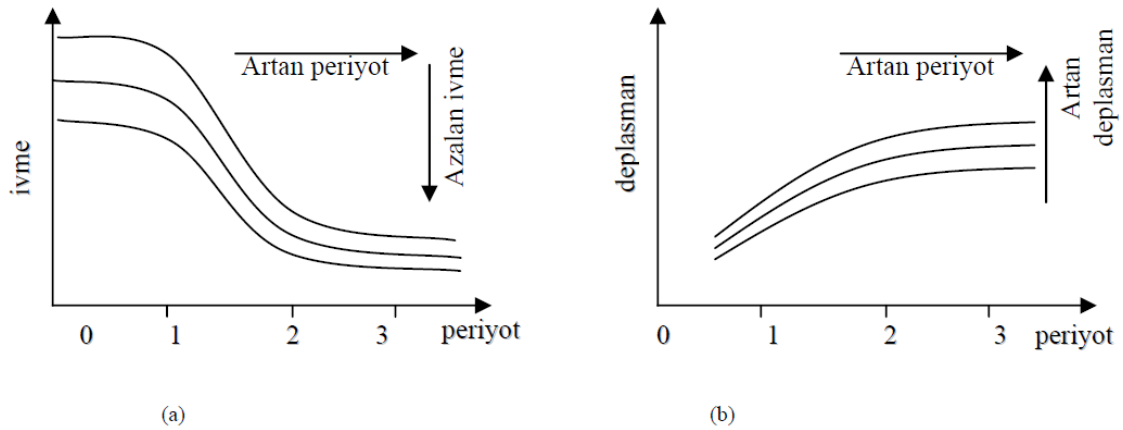 ivme
Artan periyot
Azalan ivme
0 1 2 3 periyot
(a)
deplasman
Artan periyot
Artan
deplasman
0 1 2 3 periyot
(b)